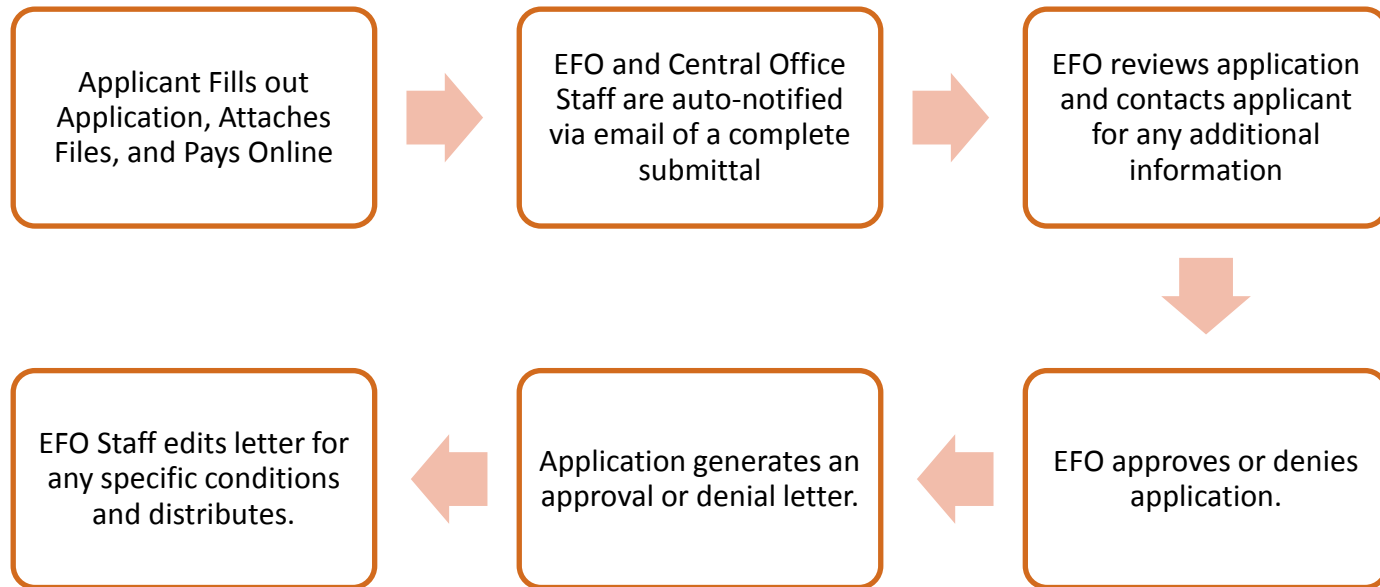 Applicant Fills out
Application, Attaches
Files, and Pays Online
EFO and Central Office
Staff are auto-notified
via email of a complete
submittal
EFO reviews application
and contacts applicant
for any additional
information
EFO approves or denies
application.
Application generates an
approval or denial letter.
EFO Staff edits letter for
any specific conditions
and distributes.